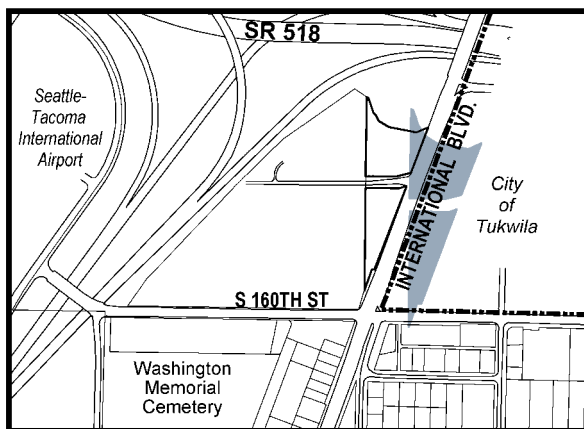 SR 518
Seattle-
Tacoma
International
Airport
INTERNATIONAL BLVD.
City
of
Tukwila
S 160TH ST
Washington
Memorial
Cemetery